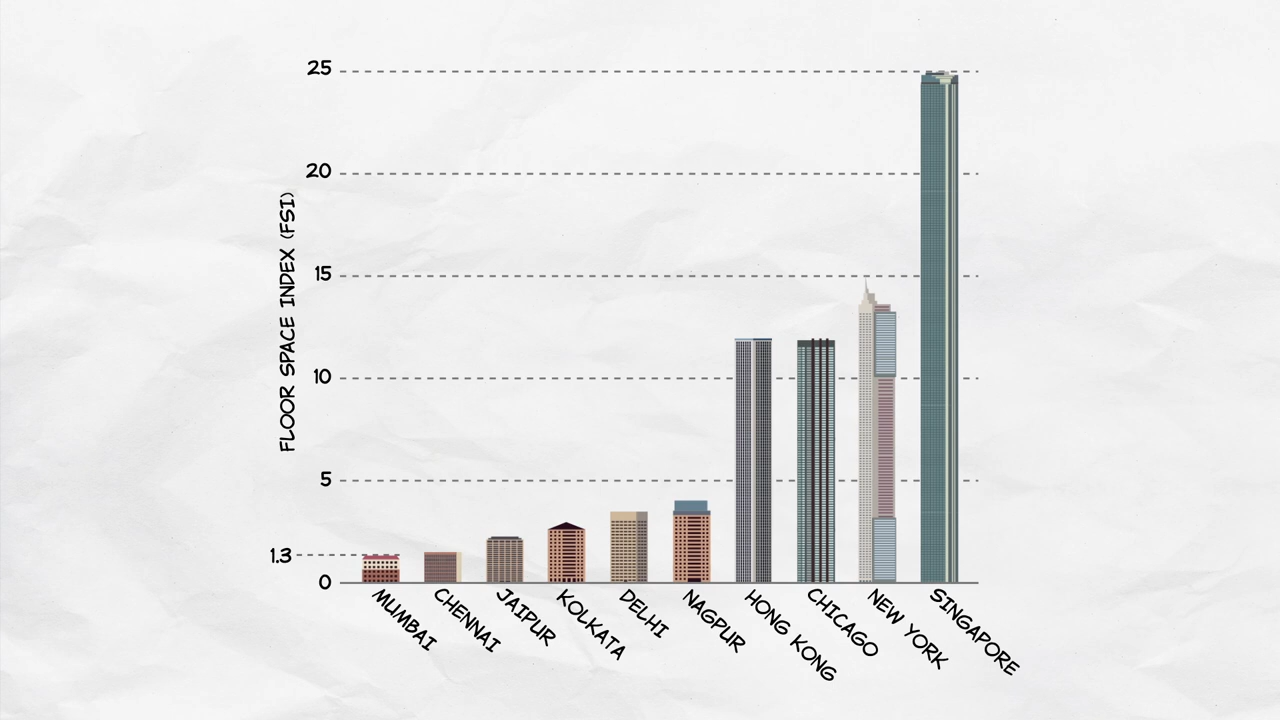 25
20
15
10
5
1.3
0
FLOOR SPACE INDEX (FSI)
MUMBAI
CHENNAI
JAIPUR
KOLKATA
DELHI
NAGPUR
HONG KONG
CHICAGO
NEW YORK
SINGAPORE